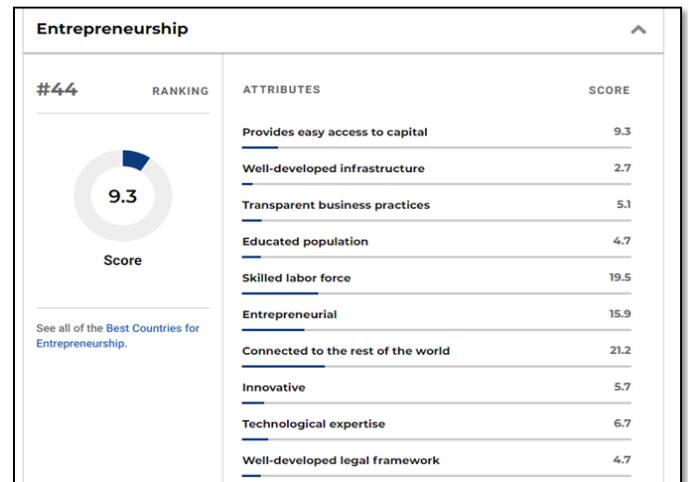 Entrepreneurship
#44 RANKING
9.3
Score
See all of the Best Countries for
Entrepreneurship.
ATTRIBUTES SCORE
Provides easy access to capital 9.3
Well-developed infrastructure 2.7
Transparent business practices 5.1
Educated population 4.7
Skilled labor force 19.5
Entrepreneurial 15.9
Connected to the rest of the world 21.2
Innovative 5.7
Technological expertise 6.7
Well-developed legal framework 4.7